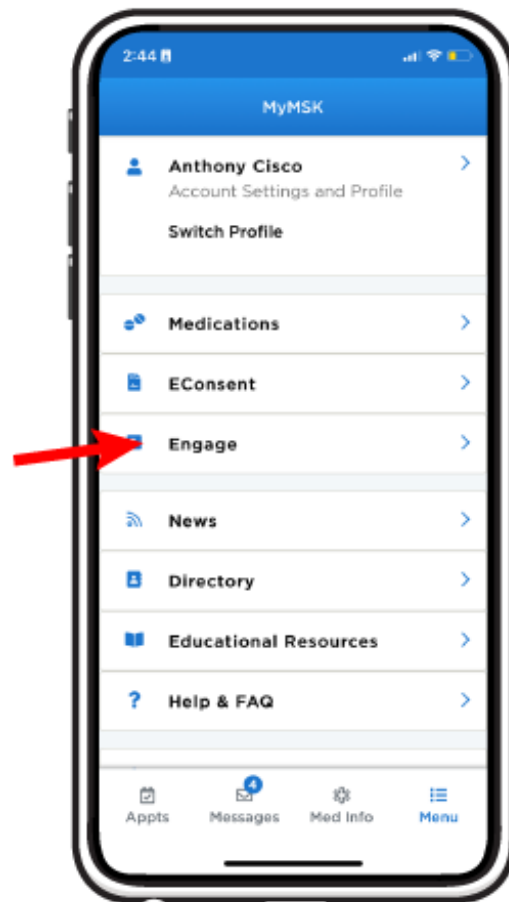 2:44
MyMSK
Anthony Cisco
Account Settings and Profile
Switch Profile
Medications
EConsent
Engage
News
Directory
Educational Resources
? Help & FAQ
4
Appts Messages Med Info Menu